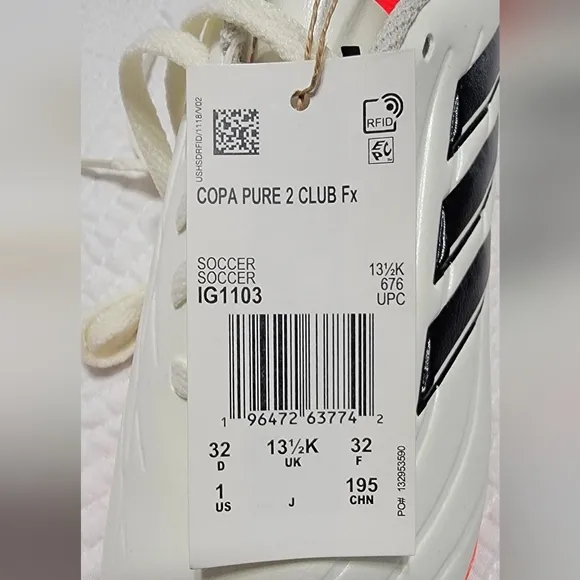 USHSDRFID/1118/V02
RFID
EPC
COPA PURE 2 CLUB Fx
SOCCER
SOCCER
IG1103
13½K
676
UPC
1 96472 63774 2
32 13½K 32
D UK F
1 J 195
US CHN
PO# 132953590